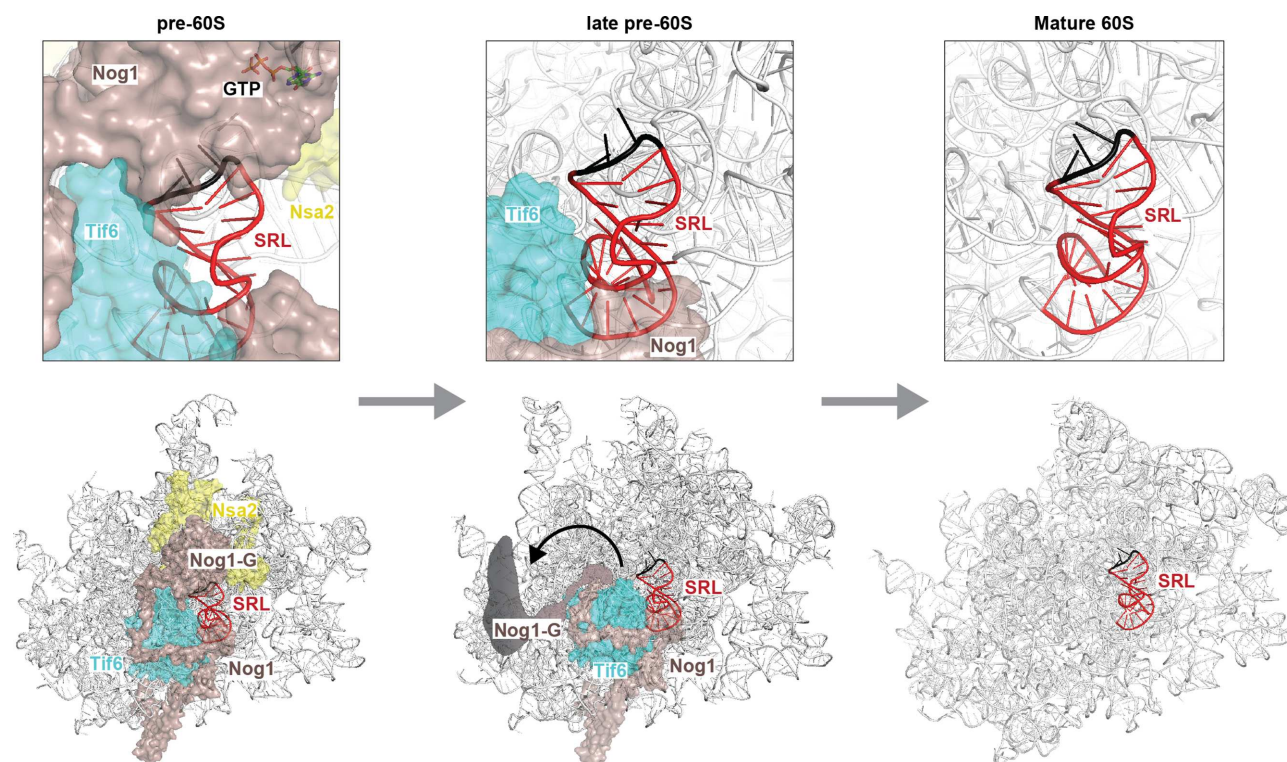 pre-60S
late pre-60S
Mature 60S
Nog1
GTP
Nsa2
Tif6
SRL
Tif6
SRL
Nog1
SRL
Nsa2
Nog1-G
SRL
Tif6
Nog1
SRL
Nog1-G
Tif6
Nog1
SRL